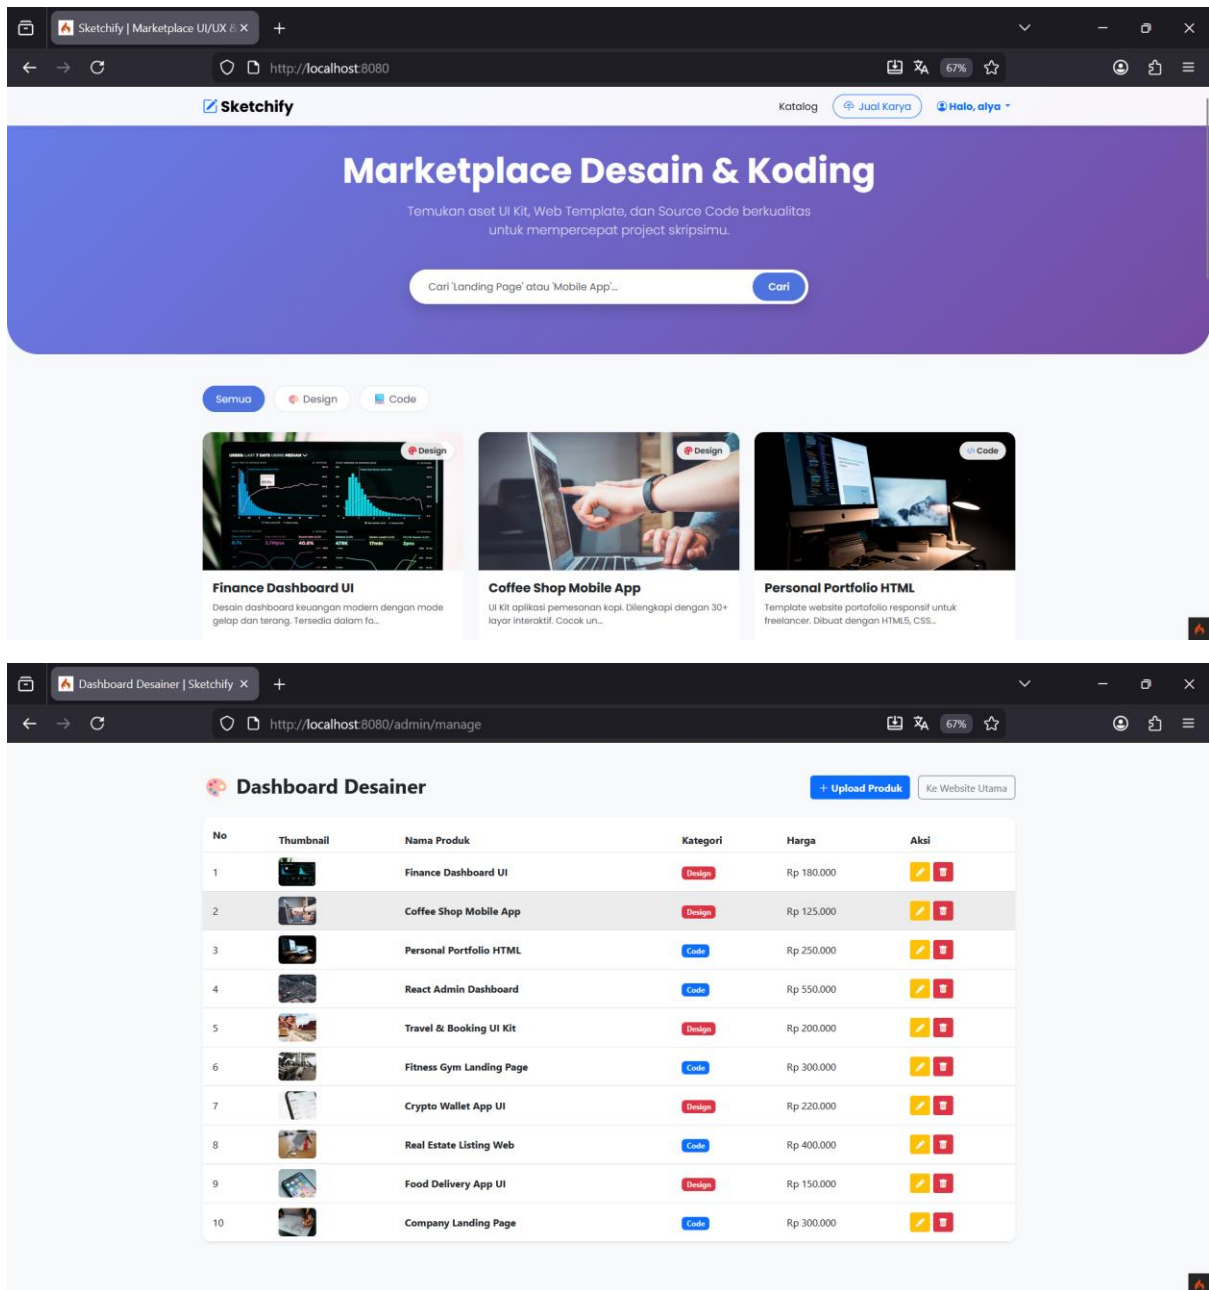 Sketchify | Marketplace UI/UX &
http://localhost:8080
67%
Sketchify
Katalog
Jual Karya
Halo, alya
Marketplace Desain & Koding
Temukan aset UI Kit, Web Template, dan Source Code berkualitas
untuk mempercepat project skripsimu.
Cari 'Landing Page' atau 'Mobile App'...
Cari
Semua
Design
Code
Design
Design
Code
Finance Dashboard UI
Desain dashboard keuangan modern dengan mode
gelap dan terang. Tersedia dalam fo...
Coffee Shop Mobile App
UI Kit aplikasi pemesanan kopi. Dilengkapi dengan 30+
layar interaktif. Cocok un...
Personal Portfolio HTML
Template website portofolio responsif untuk
freelancer. Dibuat dengan HTML5, CSS...
Dashboard Desainer | Sketchify
http://localhost:8080/admin/manage
67%
Dashboard Desainer
+ Upload Produk
Ke Website Utama
No Thumbnail Nama Produk Kategori Harga Aksi
1 Finance Dashboard UI Design Rp 180.000
2 Coffee Shop Mobile App Design Rp 125.000
3 Personal Portfolio HTML Code Rp 250.000
4 React Admin Dashboard Code Rp 550.000
5 Travel & Booking UI Kit Design Rp 200.000
6 Fitness Gym Landing Page Code Rp 300.000
7 Crypto Wallet App UI Design Rp 220.000
8 Real Estate Listing Web Code Rp 400.000
9 Food Delivery App UI Design Rp 150.000
10 Company Landing Page Code Rp 300.000